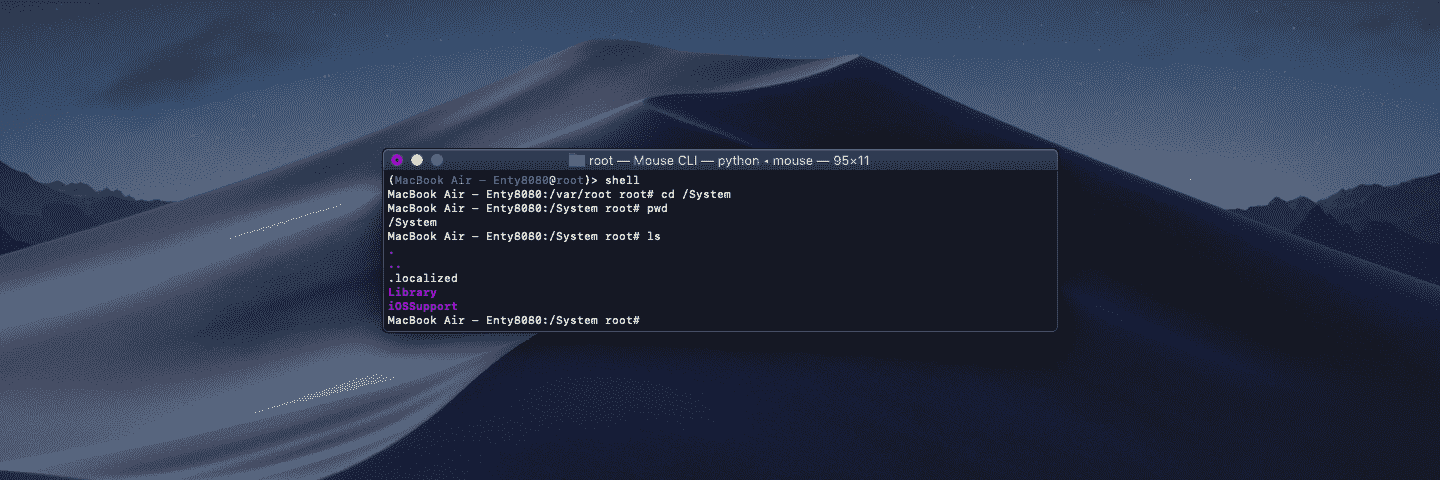 root — Mouse CLI — python • mouse — 95×11
(MacBook Air – Enty8080@root)> shell
MacBook Air – Enty8080:/var/root root# cd /System
MacBook Air – Enty8080:/System root# pwd
/System
MacBook Air – Enty8080:/System root# ls
.
..
.localized
Library
iOSSupport
MacBook Air – Enty8080:/System root#